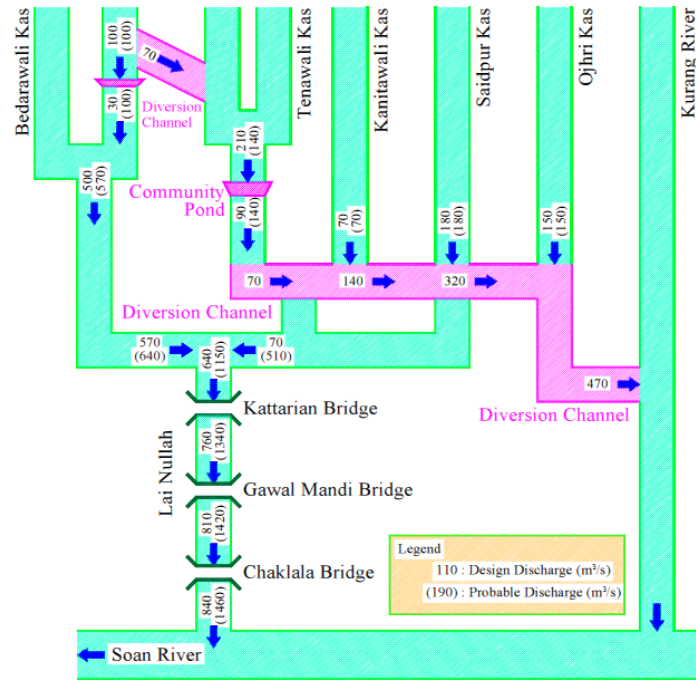 Bedarawali Kas
100
(100)
70
Tenawali Kas
Kanitawali Kas
Saidpur Kas
Ojhri Kas
Kurang River
Diversion
Channel
30
(100)
210
(140)
500
(570)
Community
Pond
90
(140)
70
(70)
180
(180)
150
(150)
70
140
320
Diversion Channel
570
(640)
640
(1150)
70
(510)
470
Diversion Channel
Kattarian Bridge
Lai Nullah
760
(1340)
Gawal Mandi Bridge
810
(1420)
Chaklala Bridge
Legend
110 : Design Discharge (m³/s)
(190) : Probable Discharge (m³/s)
840
(1460)
Soan River